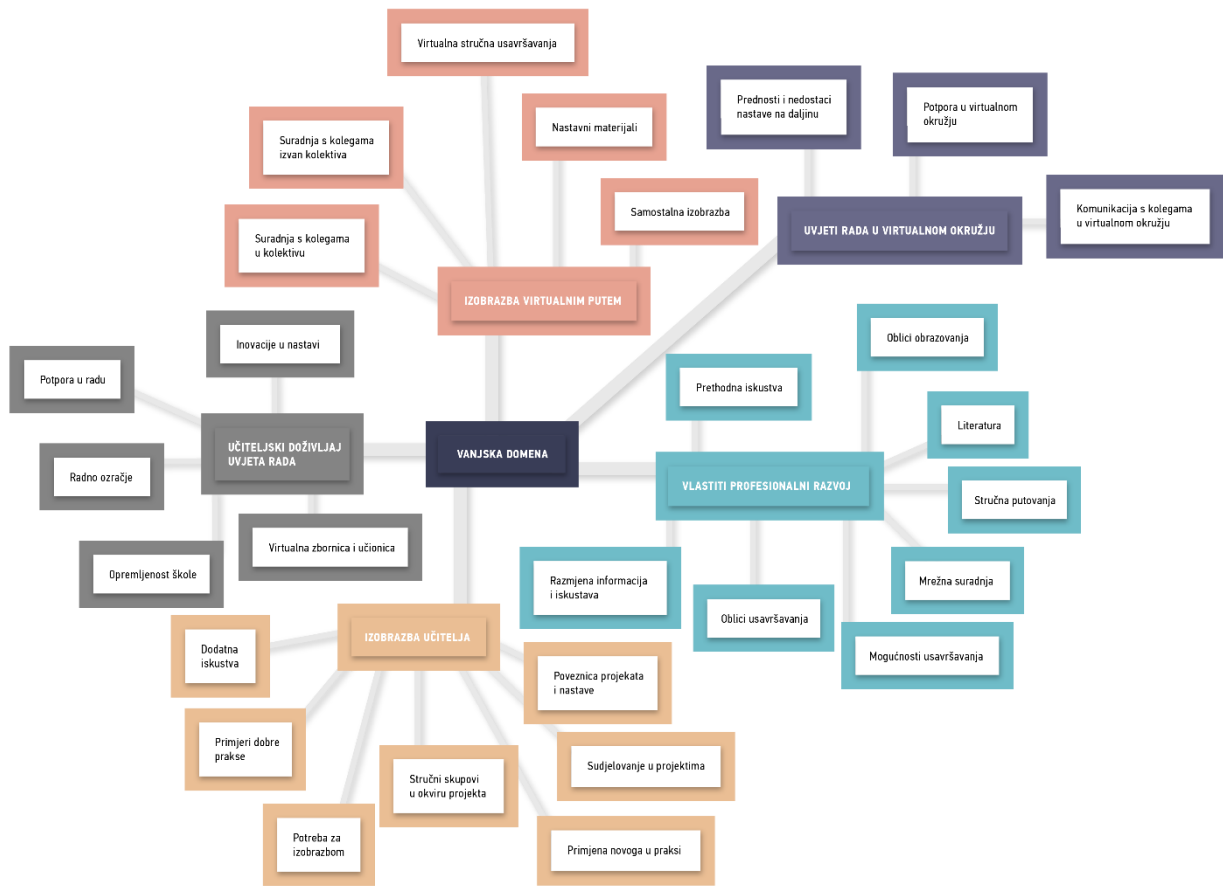 Virtualna stručna usavršavanja
Suradnja s kolegama
izvan kolektiva
Nastavni materijali
Suradnja s kolegama
u kolektivu
Samostalna izobrazba
IZOBRAZBA VIRTUALNIM PUTEM
Prednosti i nedostaci
nastave na daljinu
Potpora u virtualnom
okružju
Komunikacija s kolegama
u virtualnom okružju
UVJETI RADA U VIRTUALNOM OKRUŽJU
Inovacije u nastavi
Potpora u radu
UČITELJSKI DOŽIVLJAJ
UVJETA RADA
Radno ozračje
Opremljenost škole
Virtualna zbornica i učionica
VANJSKA DOMENA
Oblici obrazovanja
Prethodna iskustva
Literatura
VLASTITI PROFESIONALNI RAZVOJ
Stručna putovanja
Mrežna suradnja
Razmjena informacija
i iskustava
Oblici usavršavanja
Mogućnosti usavršavanja
IZOBRAZBA UČITELJA
Dodatna
iskustva
Poveznica projekata
i nastave
Primjeri dobre
prakse
Stručni skupovi
u okviru projekta
Sudjelovanje u projektima
Potreba za
izobrazbom
Primjena novoga u praksi